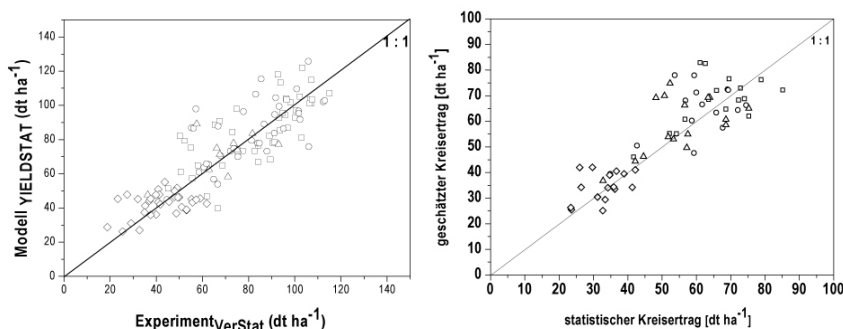 160
140
120
100
80
60
40
20
0
Modell YIELDSTAT (dt ha-1)
1 : 1
0 20 40 60 80 100 120 140
Experiment VerStat (dt ha-1)
100
90
80
70
60
50
40
30
20
10
0
geschätzter Kreisertrag [dt ha-1]
1 : 1
0 10 20 30 40 50 60 70 80 90 100
statistischer Kreisertrag [dt ha-1]